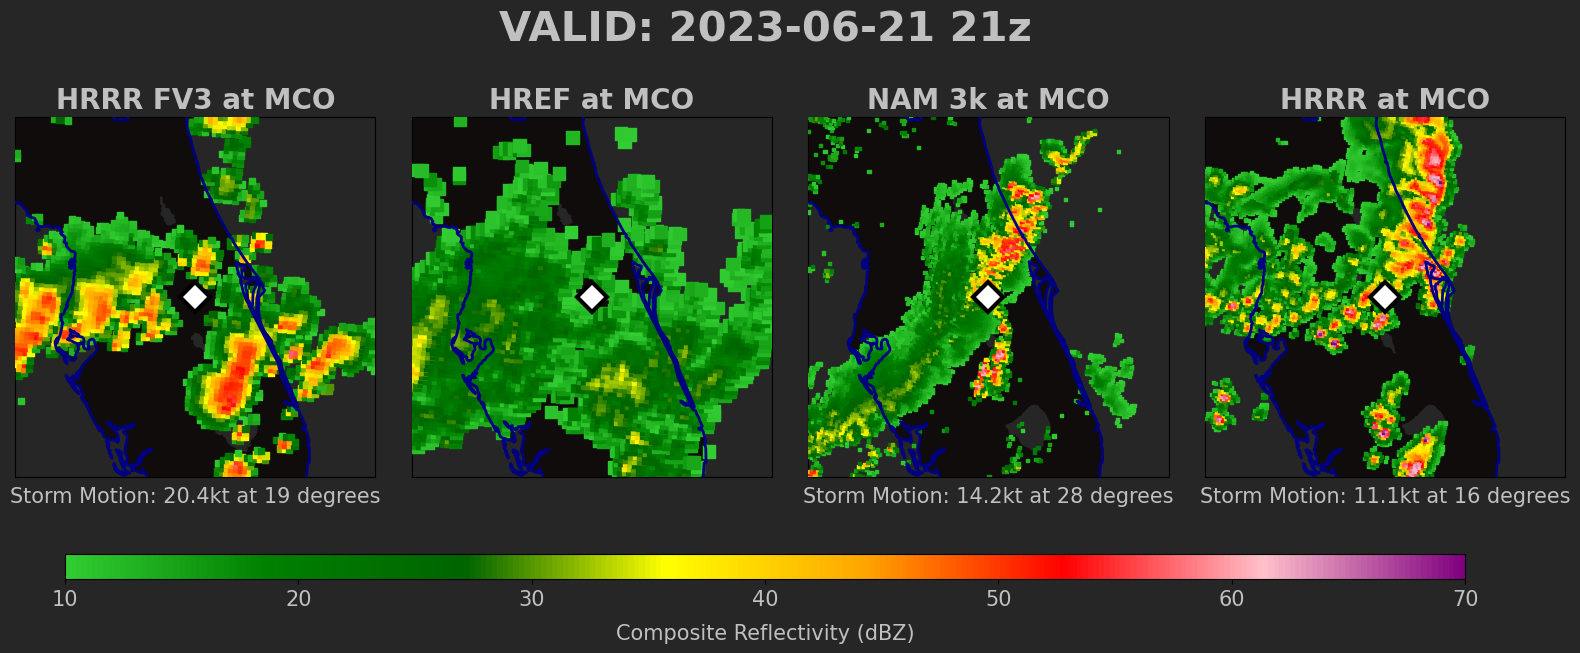 VALID: 2023-06-21 21z
HRRR FV3 at MCO
HREF at MCO
NAM 3k at MCO
HRRR at MCO
Storm Motion: 20.4kt at 19 degrees
Storm Motion: 14.2kt at 28 degrees
Storm Motion: 11.1kt at 16 degrees
10 20 30 40 50 60 70
Composite Reflectivity (dBZ)